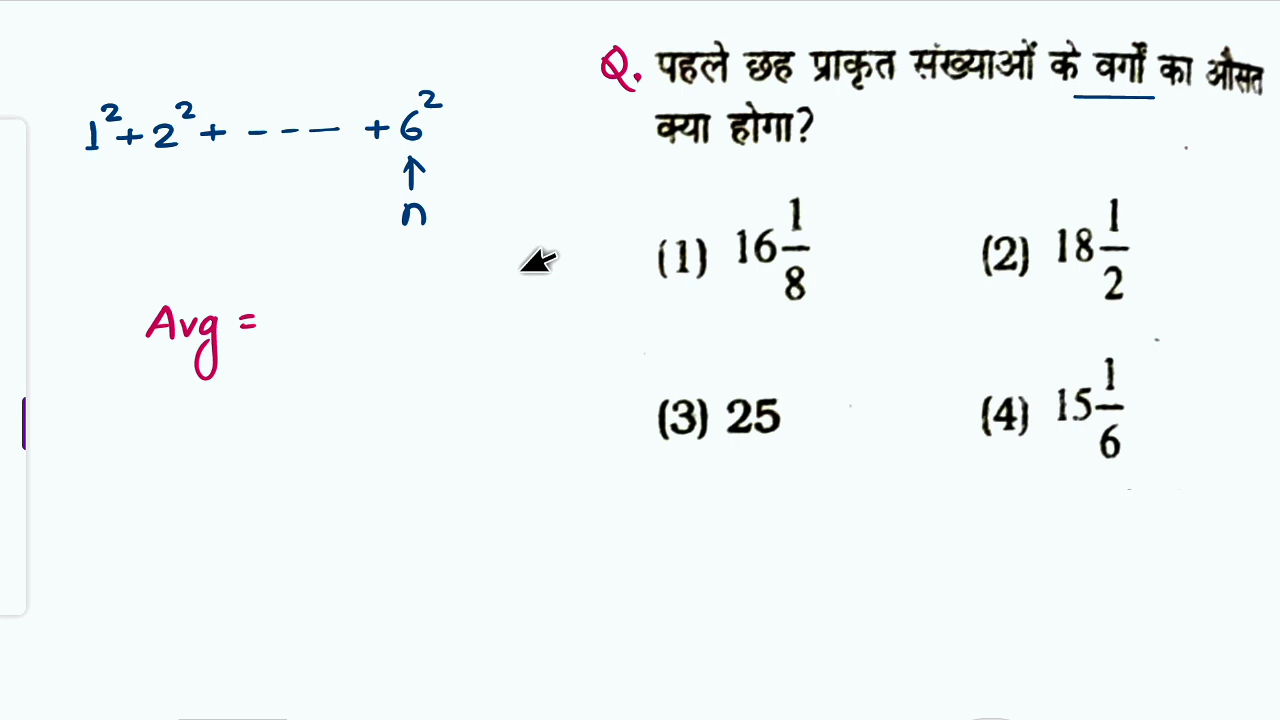 Q. पहले छह प्राकृत संख्याओं के वर्गों का औसत
क्या होगा?
1² + 2² + - - - — + 6²
↑
n
(1) 16 1/8 (2) 18 1/2
Avg =
(3) 25 (4) 15 1/6